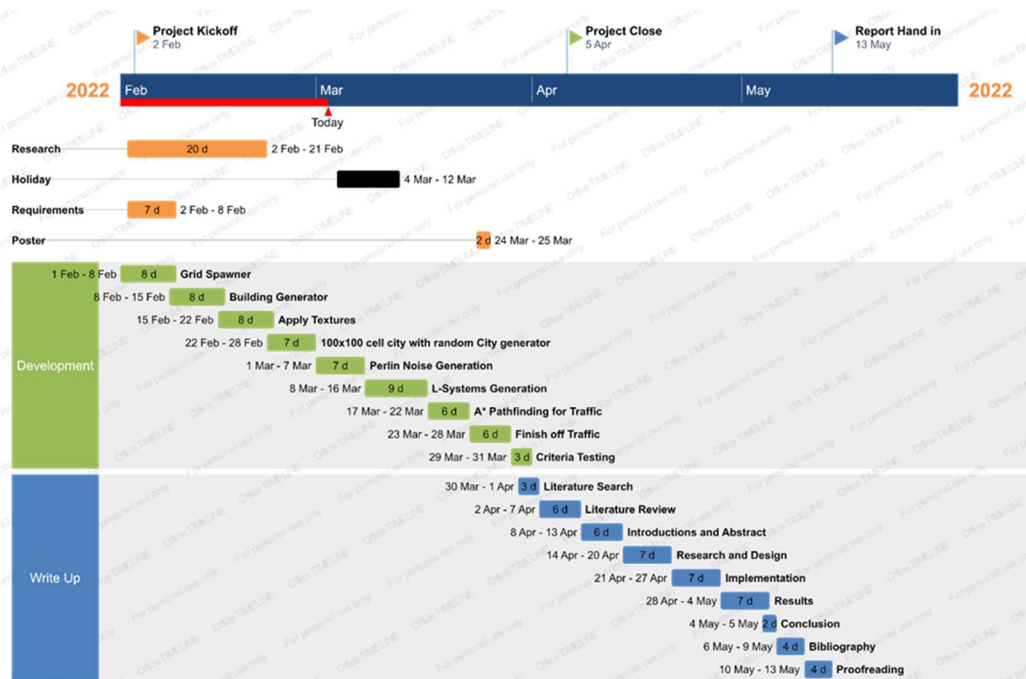 Project Kickoff
2 Feb
Project Close
5 Apr
Report Hand in
13 May
2022 Feb Mar Apr May 2022
Today
Research 20 d 2 Feb - 21 Feb
Holiday 4 Mar - 12 Mar
Requirements 7 d 2 Feb - 8 Feb
Poster 2 d 24 Mar - 25 Mar
Development
1 Feb - 8 Feb 8 d Grid Spawner
8 Feb - 15 Feb 8 d Building Generator
15 Feb - 22 Feb 8 d Apply Textures
22 Feb - 28 Feb 7 d 100x100 cell city with random City generator
1 Mar - 7 Mar 7 d Perlin Noise Generation
8 Mar - 16 Mar 9 d L-Systems Generation
17 Mar - 22 Mar 6 d A* Pathfinding for Traffic
23 Mar - 28 Mar 6 d Finish off Traffic
29 Mar - 31 Mar 3 d Criteria Testing
Write Up
30 Mar - 1 Apr 3 d Literature Search
2 Apr - 7 Apr 6 d Literature Review
8 Apr - 13 Apr 6 d Introductions and Abstract
14 Apr - 20 Apr 7 d Research and Design
21 Apr - 27 Apr 7 d Implementation
28 Apr - 4 May 7 d Results
4 May - 5 May 2 d Conclusion
6 May - 9 May 4 d Bibliography
10 May - 13 May 4 d Proofreading
For personal use only
Office TIMELINE